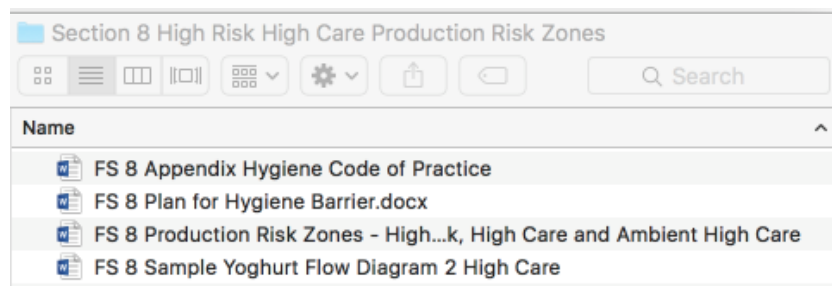 Section 8 High Risk High Care Production Risk Zones
Search
Name
FS 8 Appendix Hygiene Code of Practice
FS 8 Plan for Hygiene Barrier.docx
FS 8 Production Risk Zones - High...k, High Care and Ambient High Care
FS 8 Sample Yoghurt Flow Diagram 2 High Care